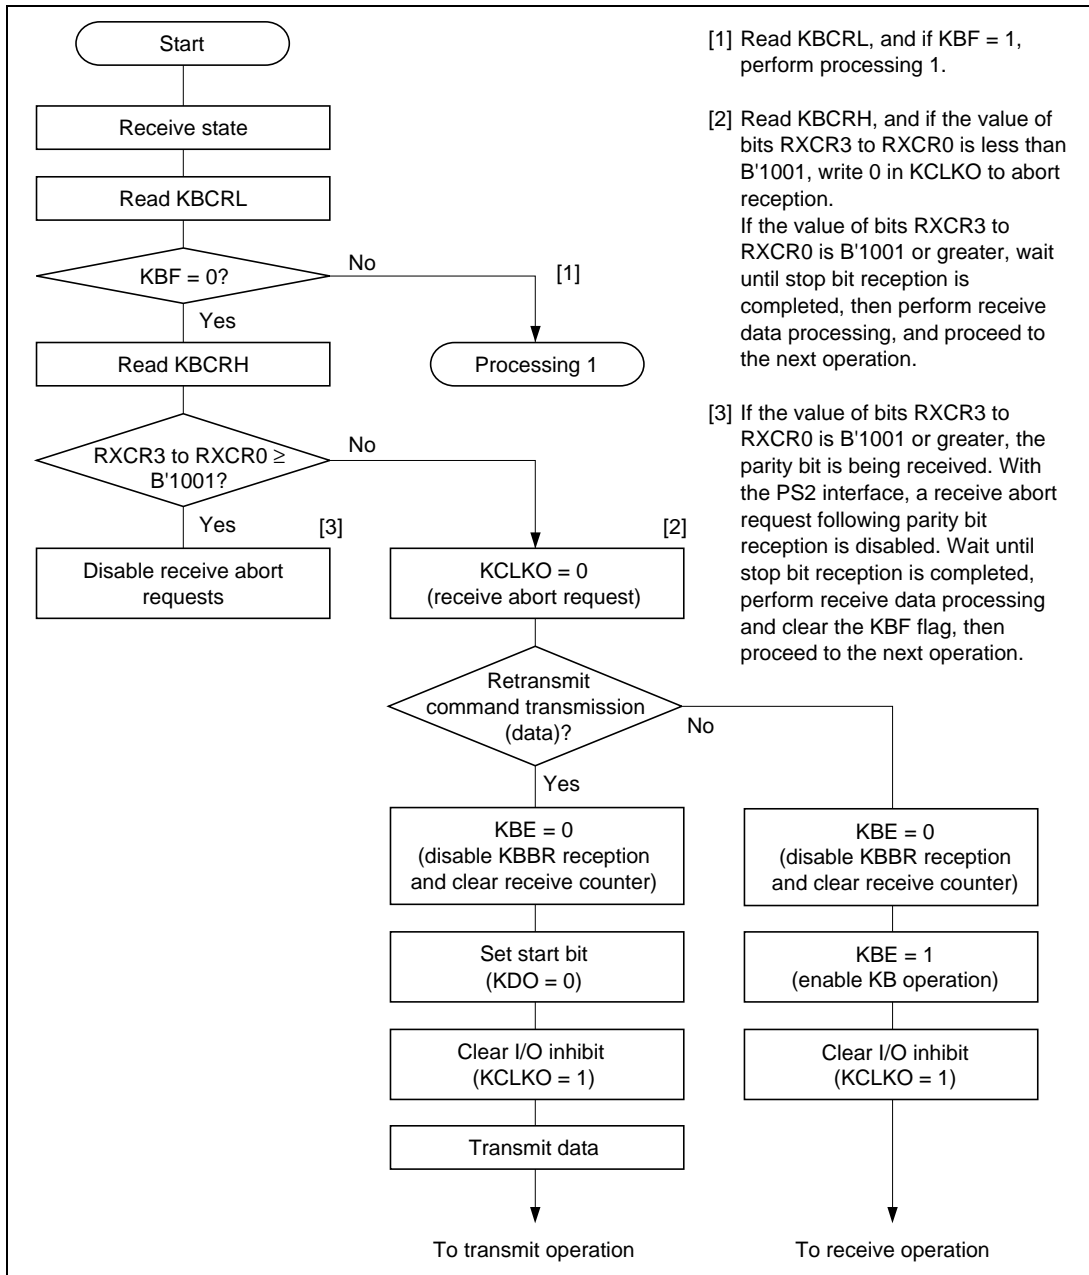 Start
Receive state
Read KBCRL
KBF = 0?
No
[1]
Yes
Processing 1
Read KBCRH
RXCR3 to RXCR0 ≥
B'1001?
No
Yes
[3]
Disable receive abort
requests
[2]
KCLKO = 0
(receive abort request)
Retransmit
command transmission
(data)?
No
Yes
KBE = 0
(disable KBBR reception
and clear receive counter)
Set start bit
(KDO = 0)
Clear I/O inhibit
(KCLKO = 1)
Transmit data
To transmit operation
KBE = 0
(disable KBBR reception
and clear receive counter)
KBE = 1
(enable KB operation)
Clear I/O inhibit
(KCLKO = 1)
To receive operation
[1] Read KBCRL, and if KBF = 1,
perform processing 1.
[2] Read KBCRH, and if the value of
bits RXCR3 to RXCR0 is less than
B'1001, write 0 in KCLKO to abort
reception.
If the value of bits RXCR3 to
RXCR0 is B'1001 or greater, wait
until stop bit reception is
completed, then perform receive
data processing, and proceed to
the next operation.
[3] If the value of bits RXCR3 to
RXCR0 is B'1001 or greater, the
parity bit is being received. With
the PS2 interface, a receive abort
request following parity bit
reception is disabled. Wait until
stop bit reception is completed,
perform receive data processing
and clear the KBF flag, then
proceed to the next operation.